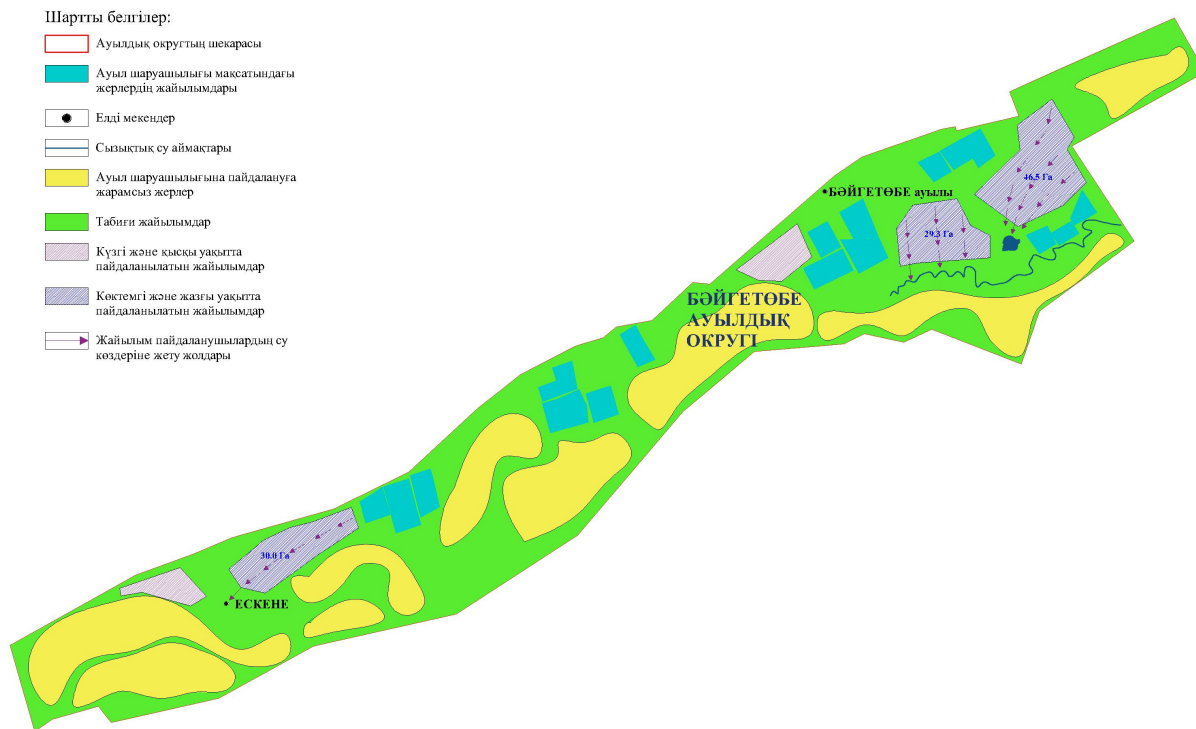 Шартты белгілер:
Ауылдық округтың шекарасы
Ауыл шаруашылығы мақсатындағы
жерлердің жайылымдары
Елді мекендер
Сызықтық су аймақтары
Ауыл шаруашылығына пайдалануға
жарамсыз жерлер
Табиғи жайылымдар
Күзгі және қысқы уақытта
пайдаланылатын жайылымдар
Көктемгі және жазғы уақытта
пайдаланылатын жайылымдар
Жайылым пайдаланушылардың су
көздеріне жету жолдары
46,5 Га
БӘЙГЕТӨБЕ ауылы
29,3 Га
БӘЙГЕТӨБЕ
АУЫЛДЫҚ
ОКРУГІ
30.0 Га
ЕСКЕНЕ